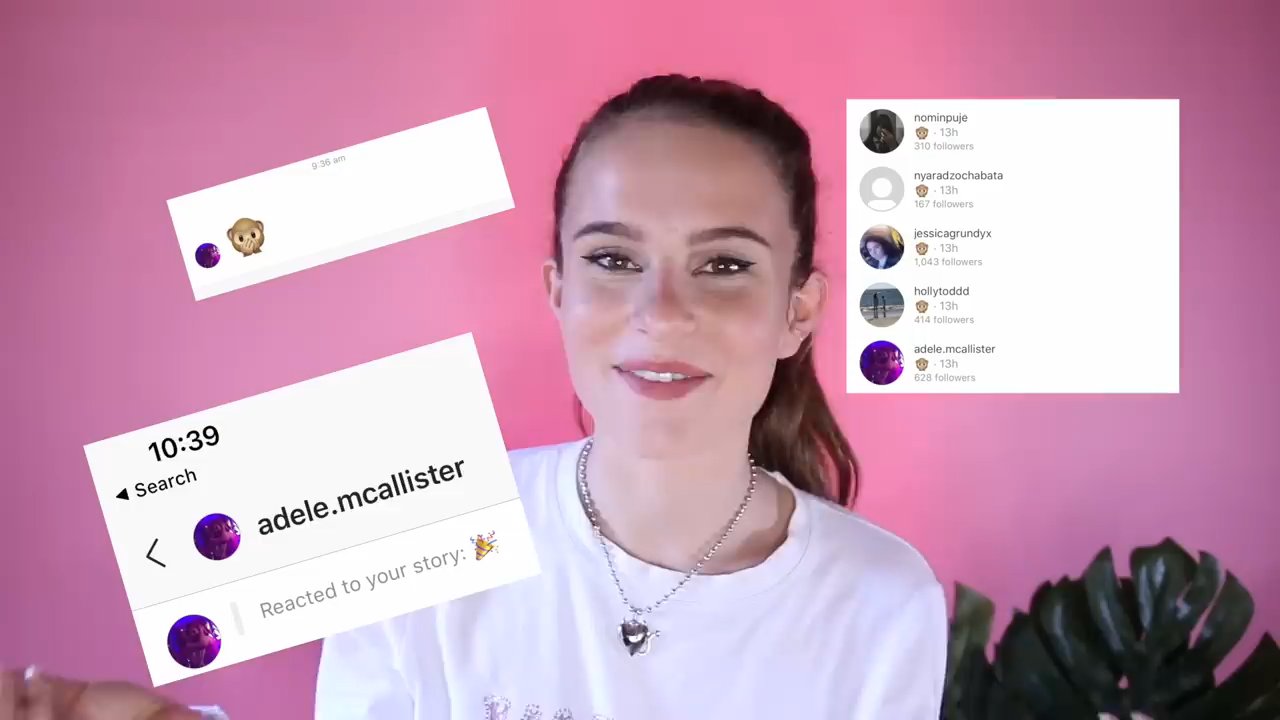 9:36 am
10:39
◀ Search
adele.mcallister
Reacted to your story: 🎉
nominpuje
🙊 · 13h
310 followers
nyaradzochabata
🙊 · 13h
167 followers
jessicagrundyx
🙊 · 13h
1,043 followers
hollytoddd
🙊 · 13h
414 followers
adele.mcallister
🙊 · 13h
628 followers